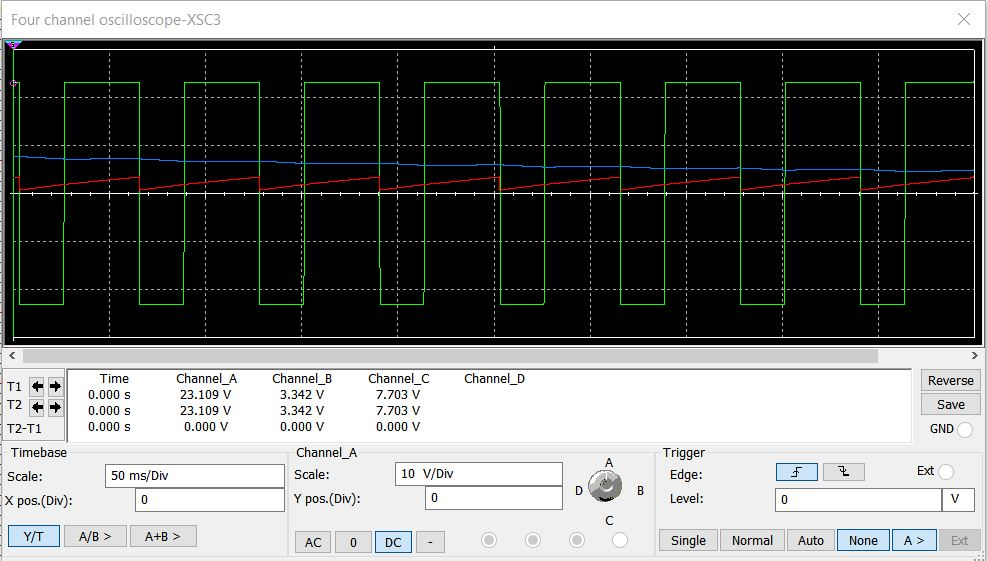 Four channel oscilloscope-XSC3
Time Channel_A Channel_B Channel_C Channel_D
T1 0.000 s 23.109 V 3.342 V 7.703 V
T2 0.000 s 23.109 V 3.342 V 7.703 V
T2-T1 0.000 s 0.000 V 0.000 V 0.000 V
Reverse
Save
GND
Timebase
Scale: 50 ms/Div
X pos.(Div): 0
Y/T A/B > A+B >
Channel_A
Scale: 10 V/Div
Y pos.(Div): 0
AC 0 DC -
A
D B
C
Trigger
Edge: Ext
Level: 0 V
Single Normal Auto None A > Ext